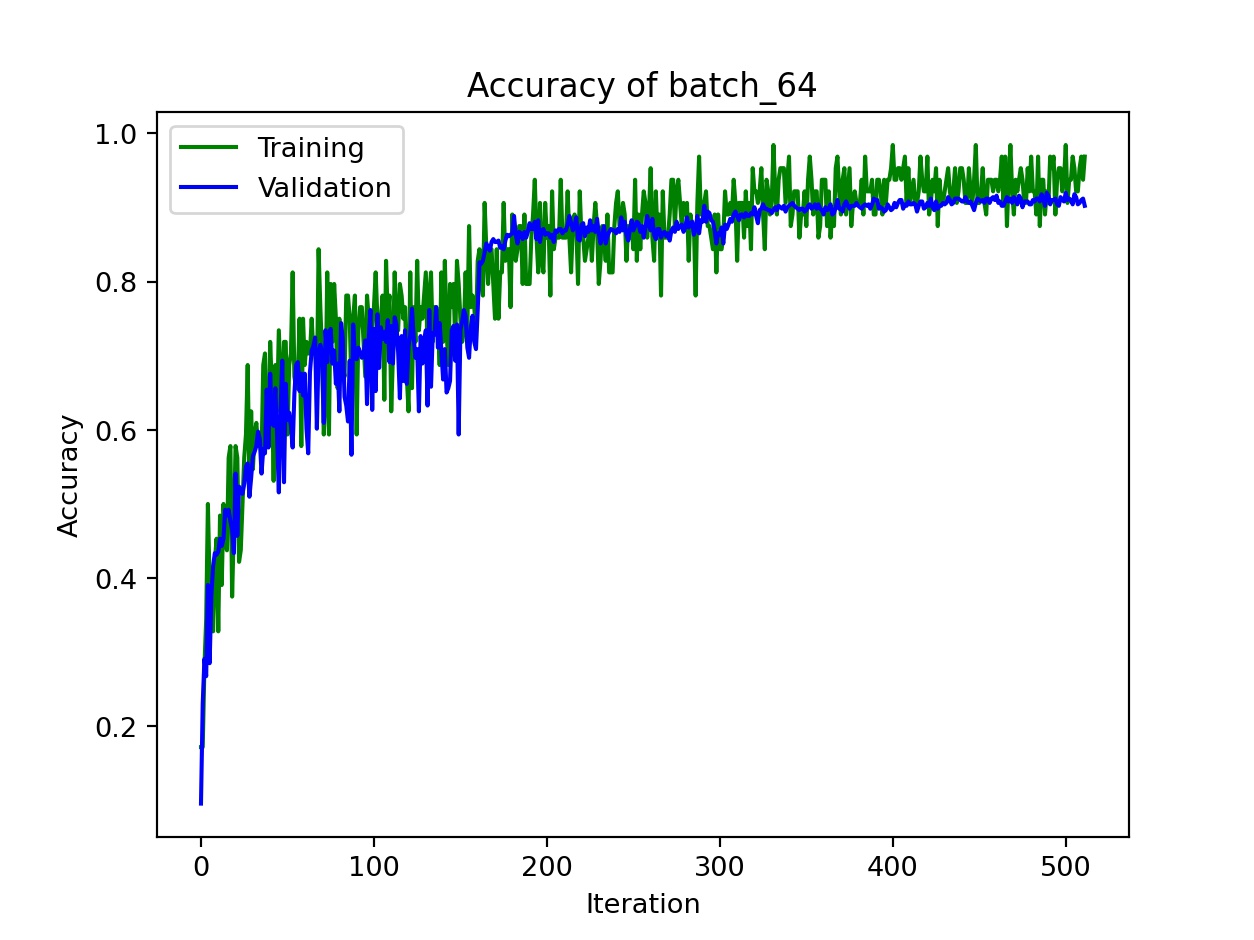 Accuracy of batch_64
Training
Validation
1.0
0.8
0.6
0.4
0.2
Accuracy
0 100 200 300 400 500
Iteration